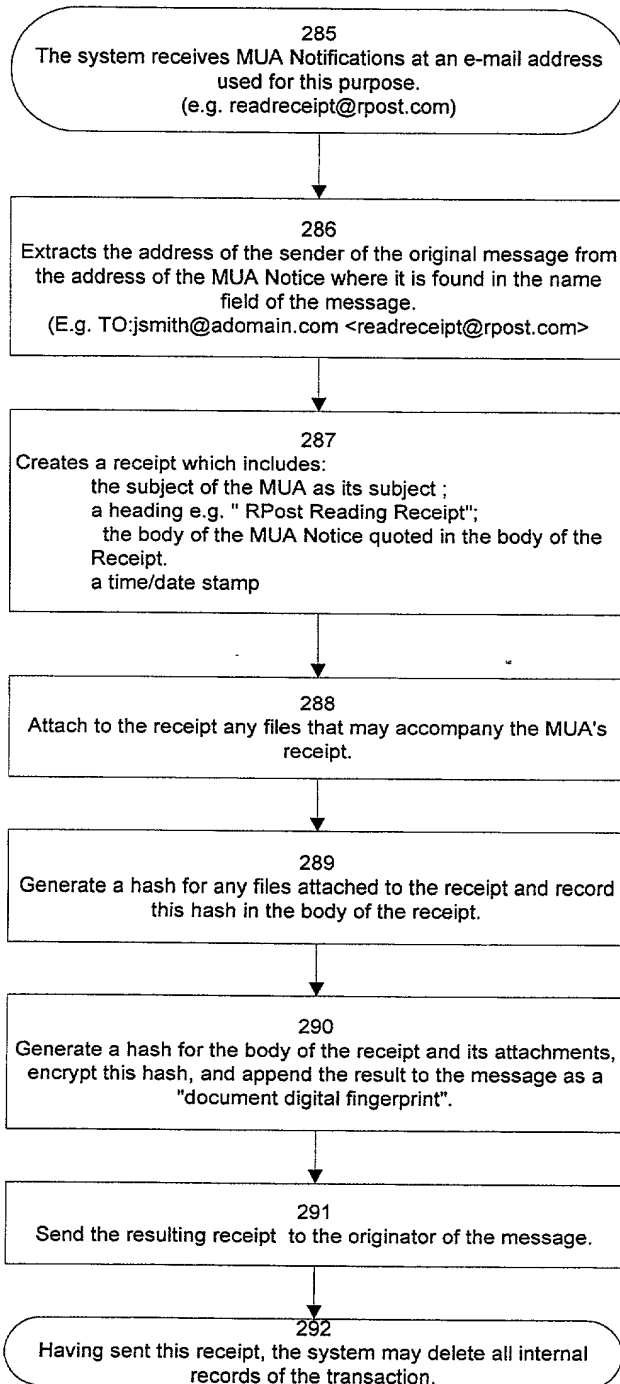 285
The system receives MUA Notifications at an e-mail address
used for this purpose.
(e.g. readreceipt@rpost.com)
286
Extracts the address of the sender of the original message from
the address of the MUA Notice where it is found in the name
field of the message.
(E.g. TO:jsmith@adomain.com <readreceipt@rpost.com>
287
Creates a receipt which includes:
the subject of the MUA as its subject ;
a heading e.g. " RPost Reading Receipt";
the body of the MUA Notice quoted in the body of the
Receipt.
a time/date stamp
288
Attach to the receipt any files that may accompany the MUA's
receipt.
289
Generate a hash for any files attached to the receipt and record
this hash in the body of the receipt.
290
Generate a hash for the body of the receipt and its attachments,
encrypt this hash, and append the result to the message as a
"document digital fingerprint".
291
Send the resulting receipt to the originator of the message.
292
Having sent this receipt, the system may delete all internal
records of the transaction.